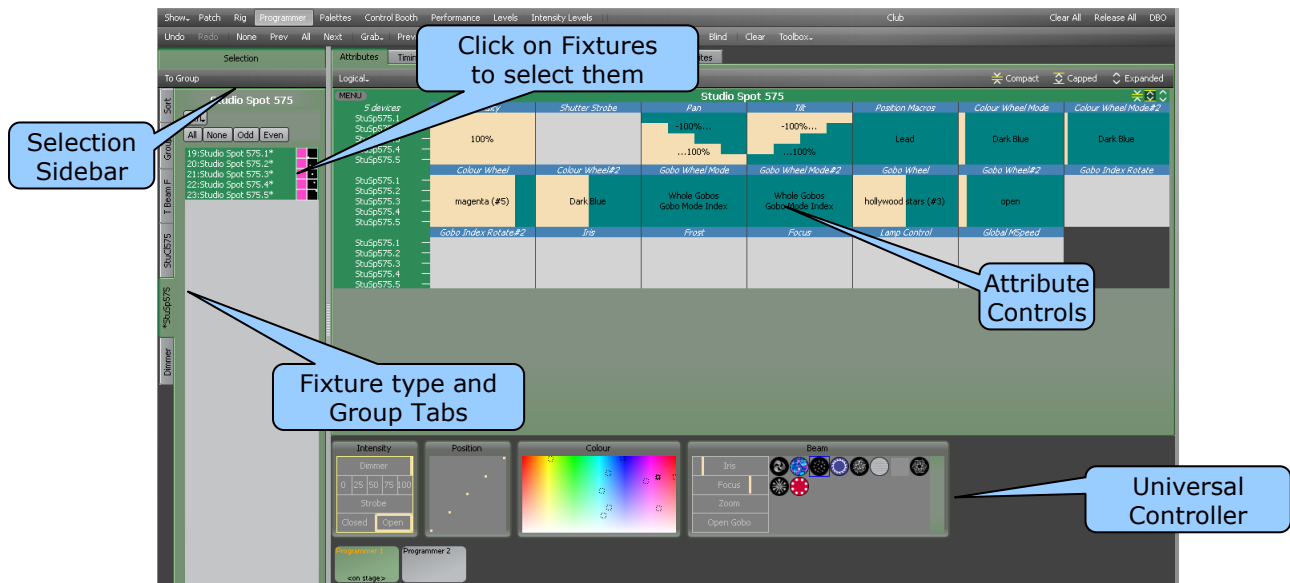 Show Patch Rig Programmer Palettes Control Booth Performance Levels Intensity Levels Club Clear All Release All DBO
Undo Redo None Prev All Next Grab Prev Blind Clear Toolbox
Selection
Attributes
To Group
Logical
Compact Capped Expanded
Click on Fixtures
to select them
Selection
Sidebar
Sort
T Beam F
StuCl575
*StuSp575
Dimmer
Studio Spot 575
All None Odd Even
19:Studio Spot 575.1*
20:Studio Spot 575.2*
21:Studio Spot 575.3*
22:Studio Spot 575.4*
23:Studio Spot 575.5*
MENU Studio Spot 575
5 devices Shutter Strobe Pan Tilt Position Macros Colour Wheel Mode Colour Wheel Mode#2
StuSp575.1
StuSp575.4
StuSp575.5
100% -100%... ...100% -100%... ...100% Lead Dark Blue Dark Blue
Colour Wheel Colour Wheel#2 Gobo Wheel Mode Gobo Wheel Mode#2 Gobo Wheel Gobo Wheel#2 Gobo Index Rotate
StuSp575.1
StuSp575.2
StuSp575.3
StuSp575.4
StuSp575.5
magenta (#5) Dark Blue Whole Gobos Gobo Mode Index Whole Gobos Gobo Mode Index hollywood stars (#3) open
Gobo Index Rotate#2 Iris Frost Focus Lamp Control Global MSpeed
StuSp575.1
StuSp575.2
StuSp575.3
StuSp575.4
StuSp575.5
Attribute
Controls
Fixture type and
Group Tabs
Intensity Position Colour Beam
Dimmer
0 25 50 75 100
Strobe
Closed Open
Iris
Focus
Zoom
Open Gobo
Universal
Controller
Programmer 1 Programmer 2
<on stage>